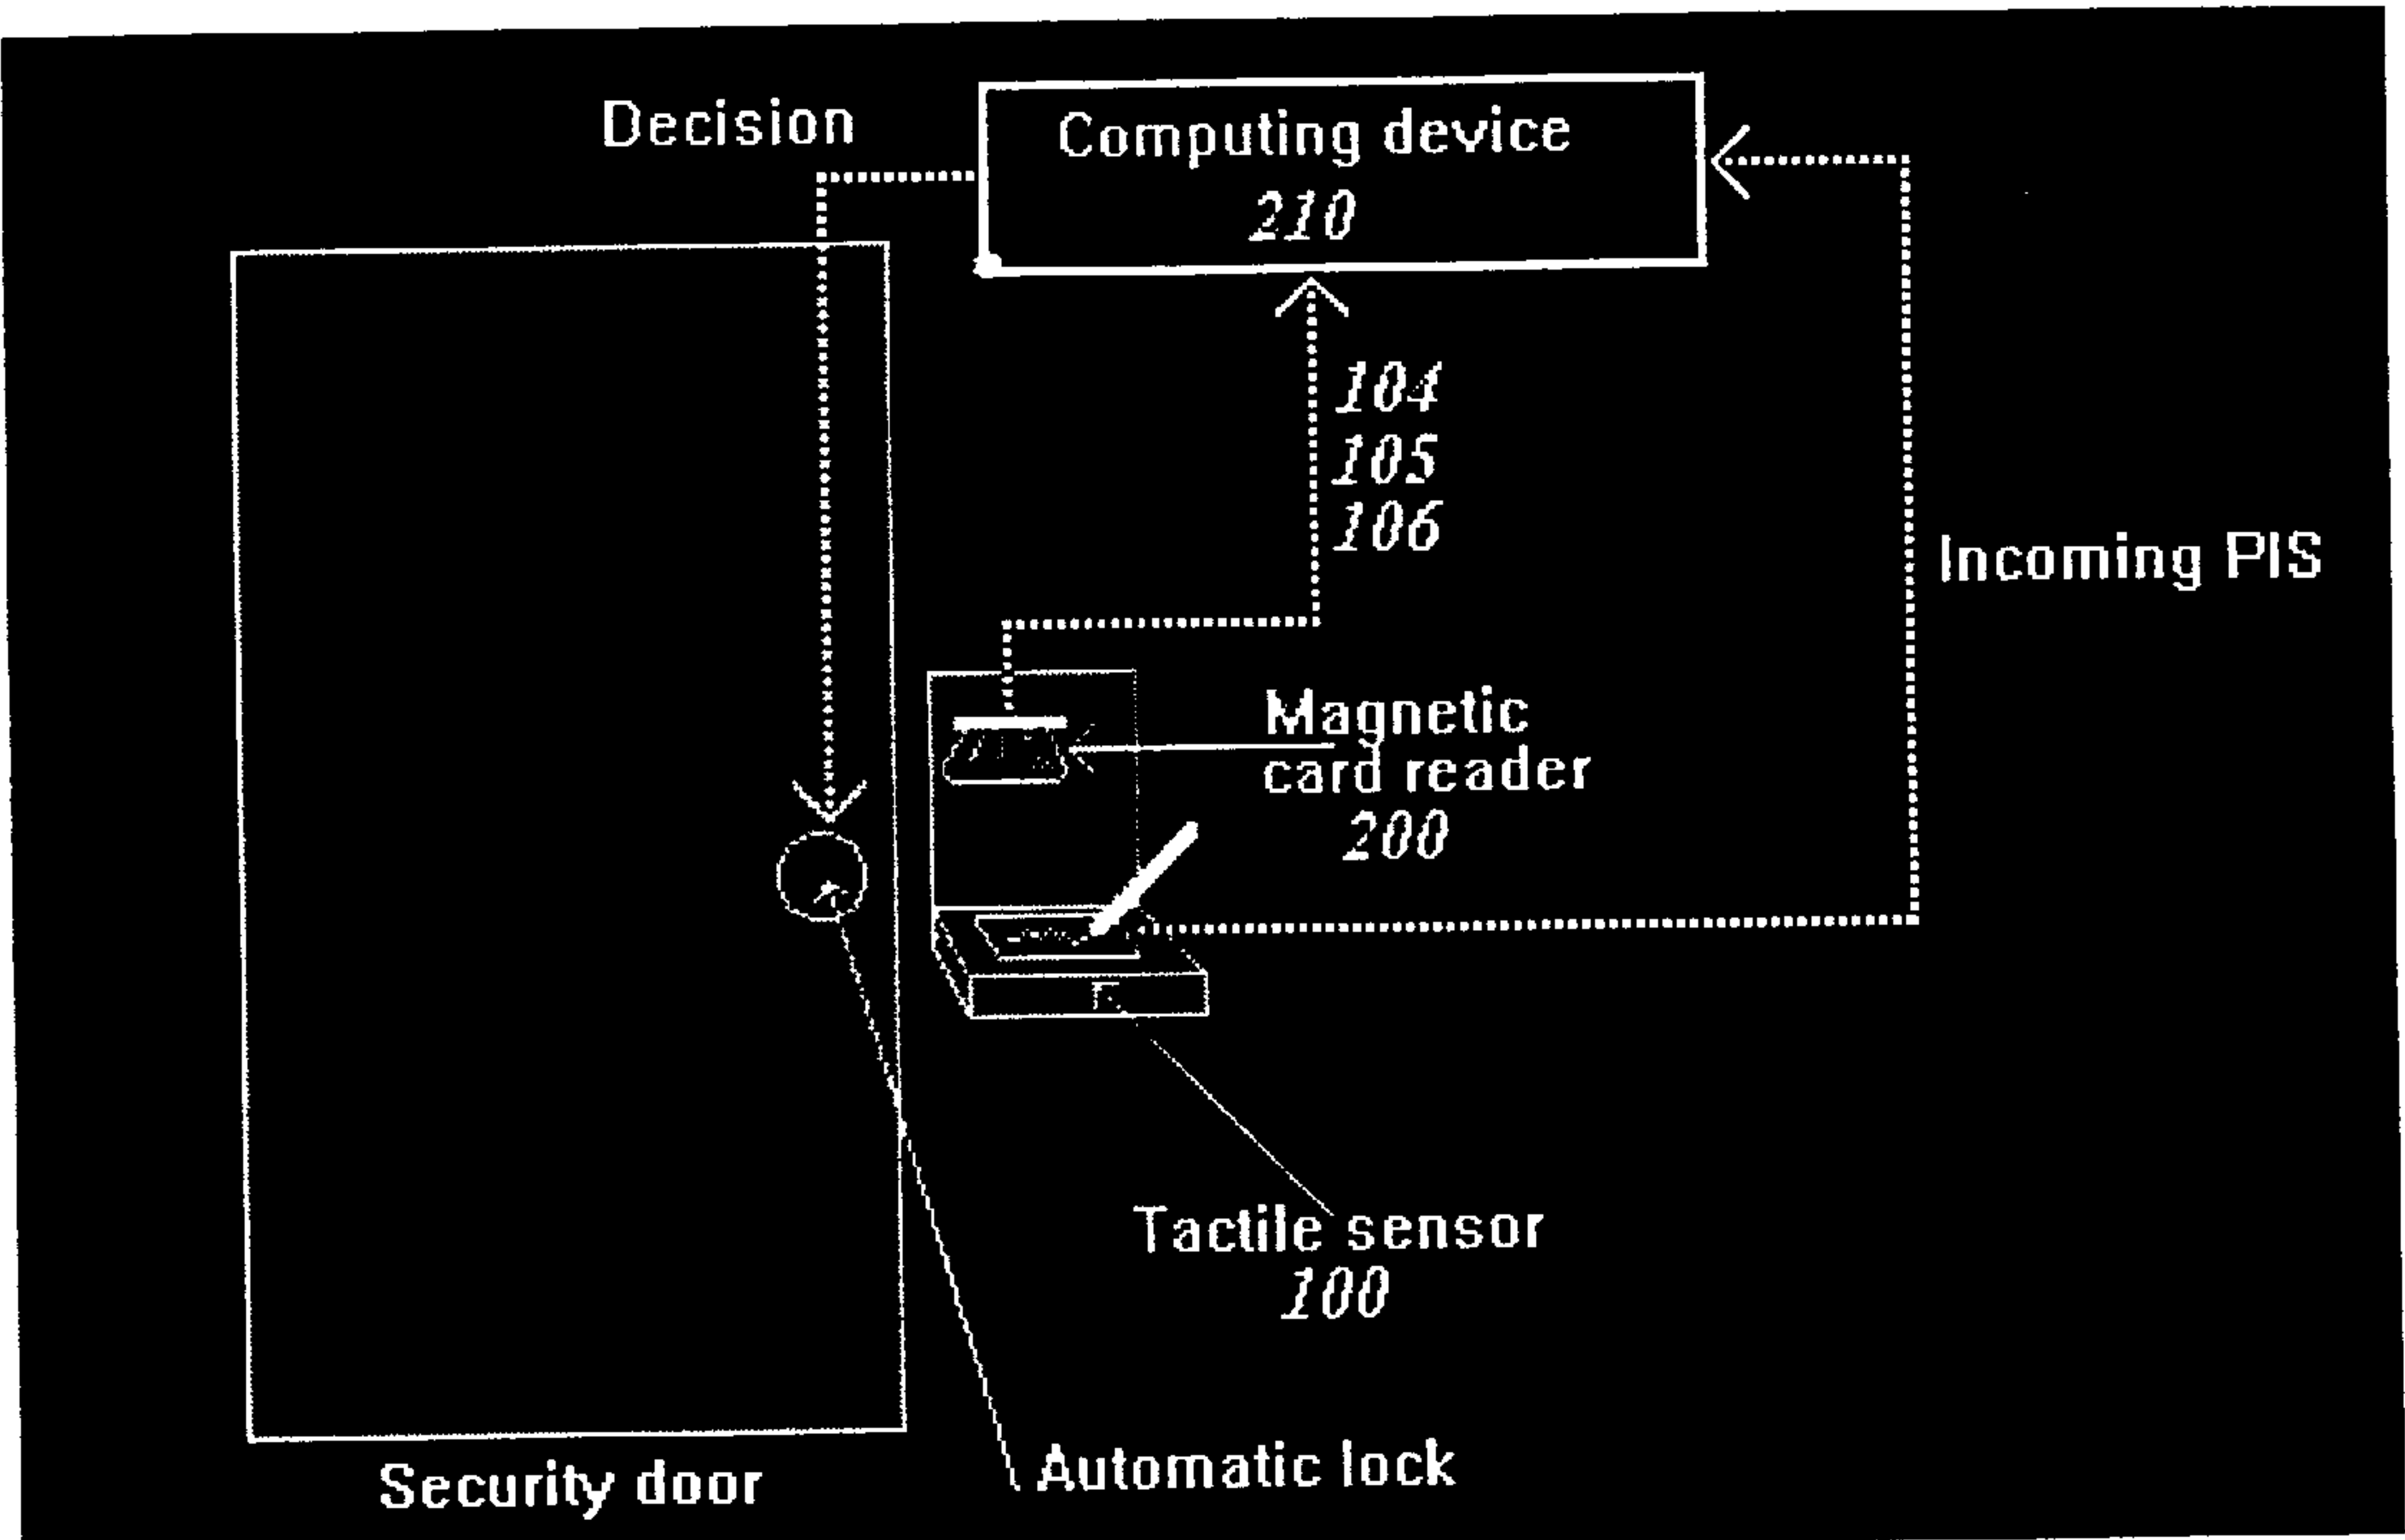 Decision
Computing device
210
104
105
106
Incoming PIS
Magnetic
card reader
200
Tactile sensor
100
Automatic lock
Security door